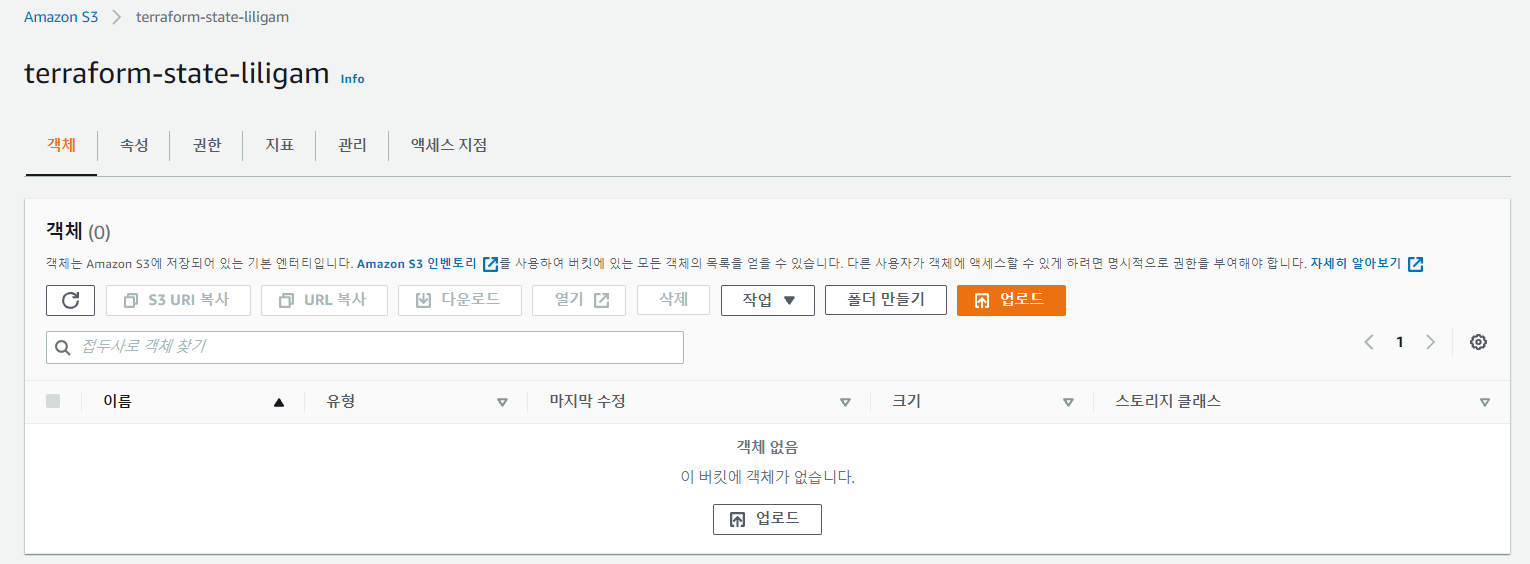 Amazon S3 > terraform-state-liligam
terraform-state-liligam Info
객체 속성 권한 지표 관리 액세스 지점
객체 (0)
객체는 Amazon S3에 저장되어 있는 기본 엔터티입니다. Amazon S3 인벤토리 를 사용하여 버킷에 있는 모든 객체의 목록을 얻을 수 있습니다. 다른 사용자가 객체에 액세스할 수 있게 하려면 명시적으로 권한을 부여해야 합니다. 자세히 알아보기
S3 URI 복사 URL 복사 다운로드 열기 삭제 작업 폴더 만들기 업로드
접두사로 객체 찾기 1
이름 유형 마지막 수정 크기 스토리지 클래스
객체 없음
이 버킷에 객체가 없습니다.
업로드